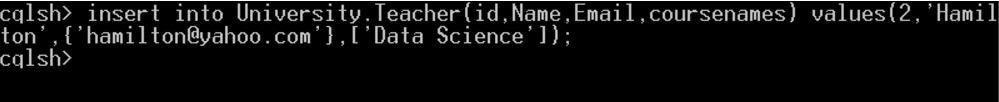 cqlsh> insert into University.Teacher(id,Name,Email,coursenames) values(2,'Hamil
ton',{'hamilton@yahoo.com'},['Data Science']);
cqlsh>